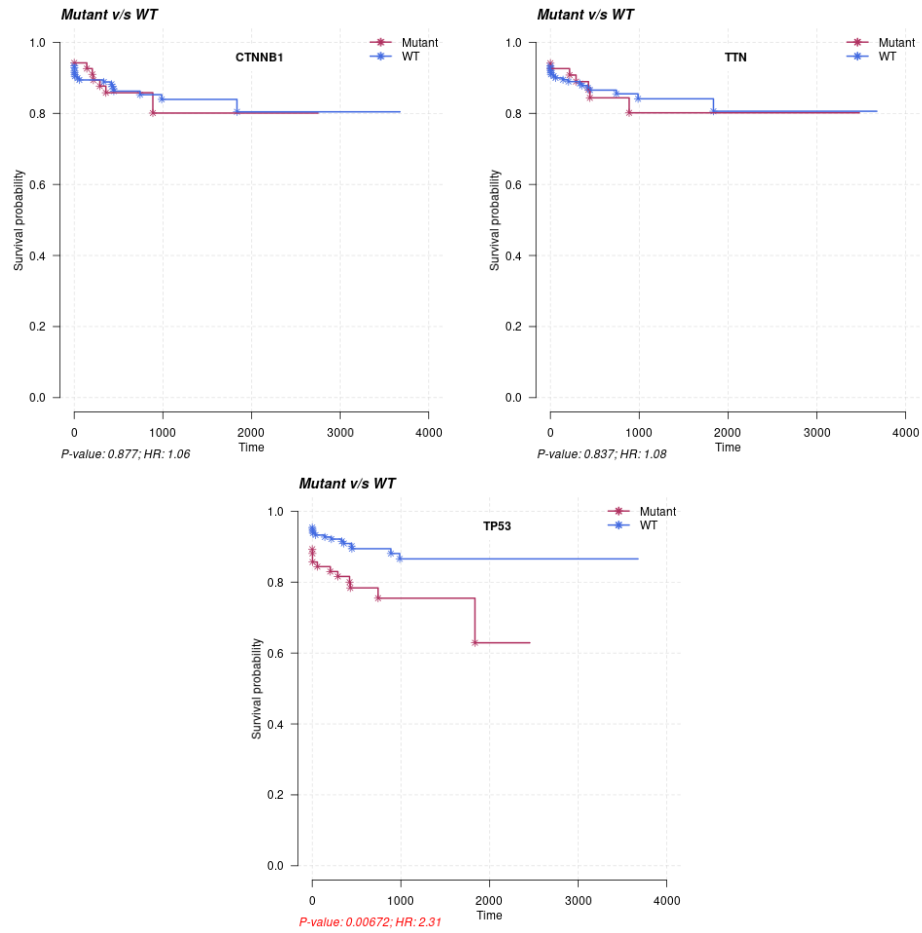 Mutant v/s WT
CTNNB1
Mutant
WT
Survival probability
1.0
0.8
0.6
0.4
0.2
0.0
0 1000 2000 3000 4000
Time
P-value: 0.877; HR: 1.06
Mutant v/s WT
TTN
Mutant
WT
Survival probability
1.0
0.8
0.6
0.4
0.2
0.0
0 1000 2000 3000 4000
Time
P-value: 0.837; HR: 1.08
Mutant v/s WT
TP53
Mutant
WT
Survival probability
1.0
0.8
0.6
0.4
0.2
0.0
0 1000 2000 3000 4000
Time
P-value: 0.00672; HR: 2.31